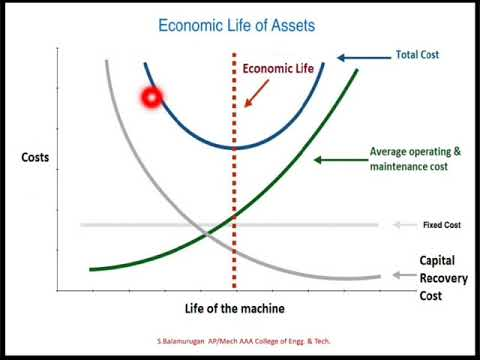 Economic Life of Assets
Total Cost
Economic Life
Costs
Average operating &
maintenance cost
Fixed Cost
Capital
Recovery
Cost
Life of the machine
S.Balamurugan AP/Mech AAA College of Engg. & Tech.